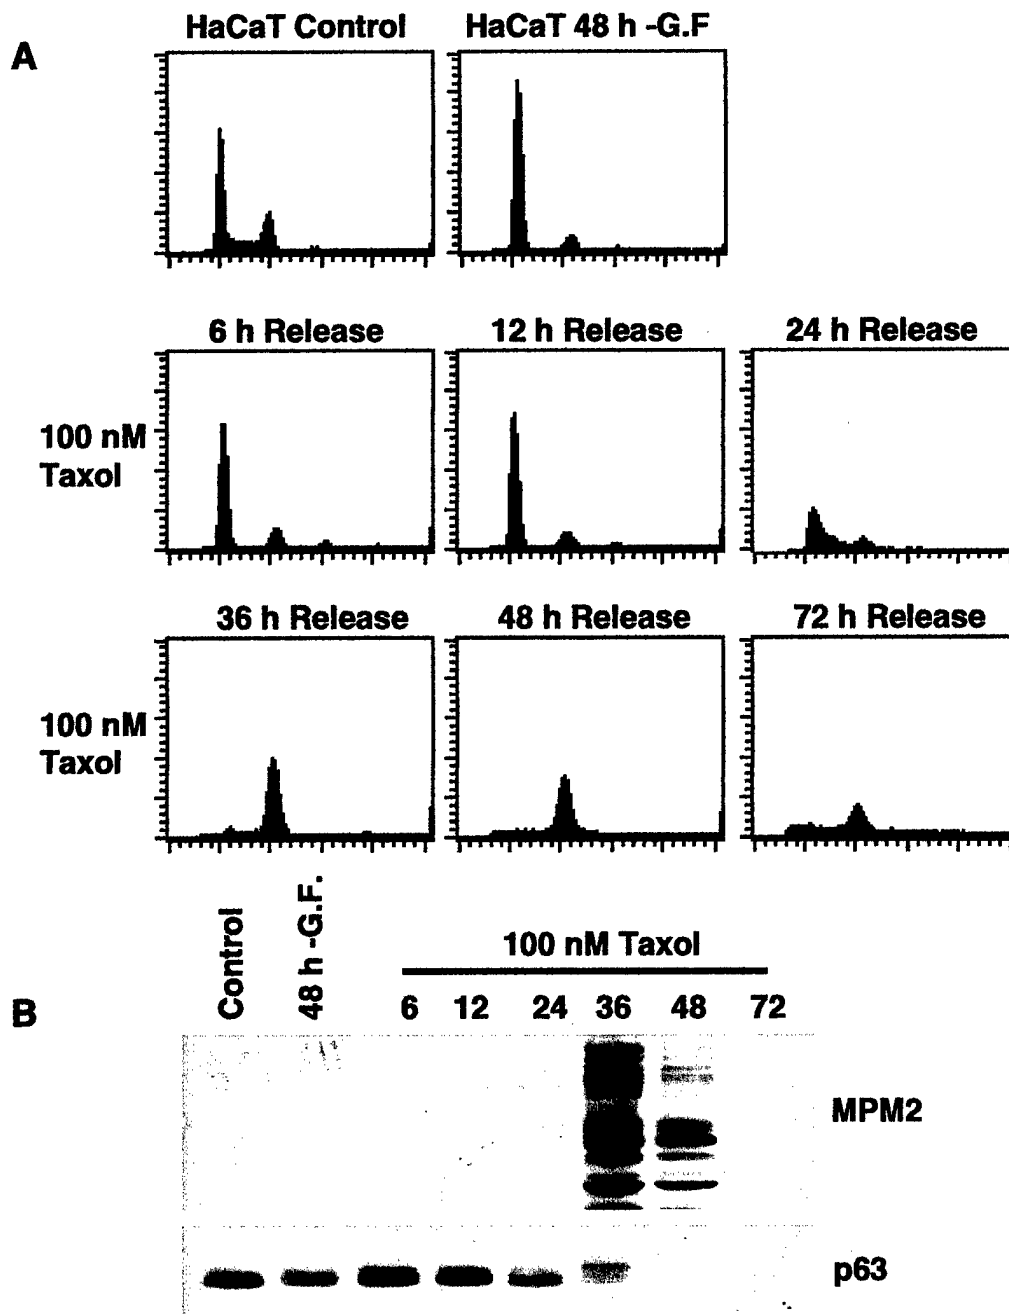 A
HaCaT Control
HaCaT 48 h -G.F
6 h Release
12 h Release
24 h Release
100 nM
Taxol
36 h Release
48 h Release
72 h Release
100 nM
Taxol
B
Control
48 h -G.F.
100 nM Taxol
6 12 24 36 48 72
MPM2
p63